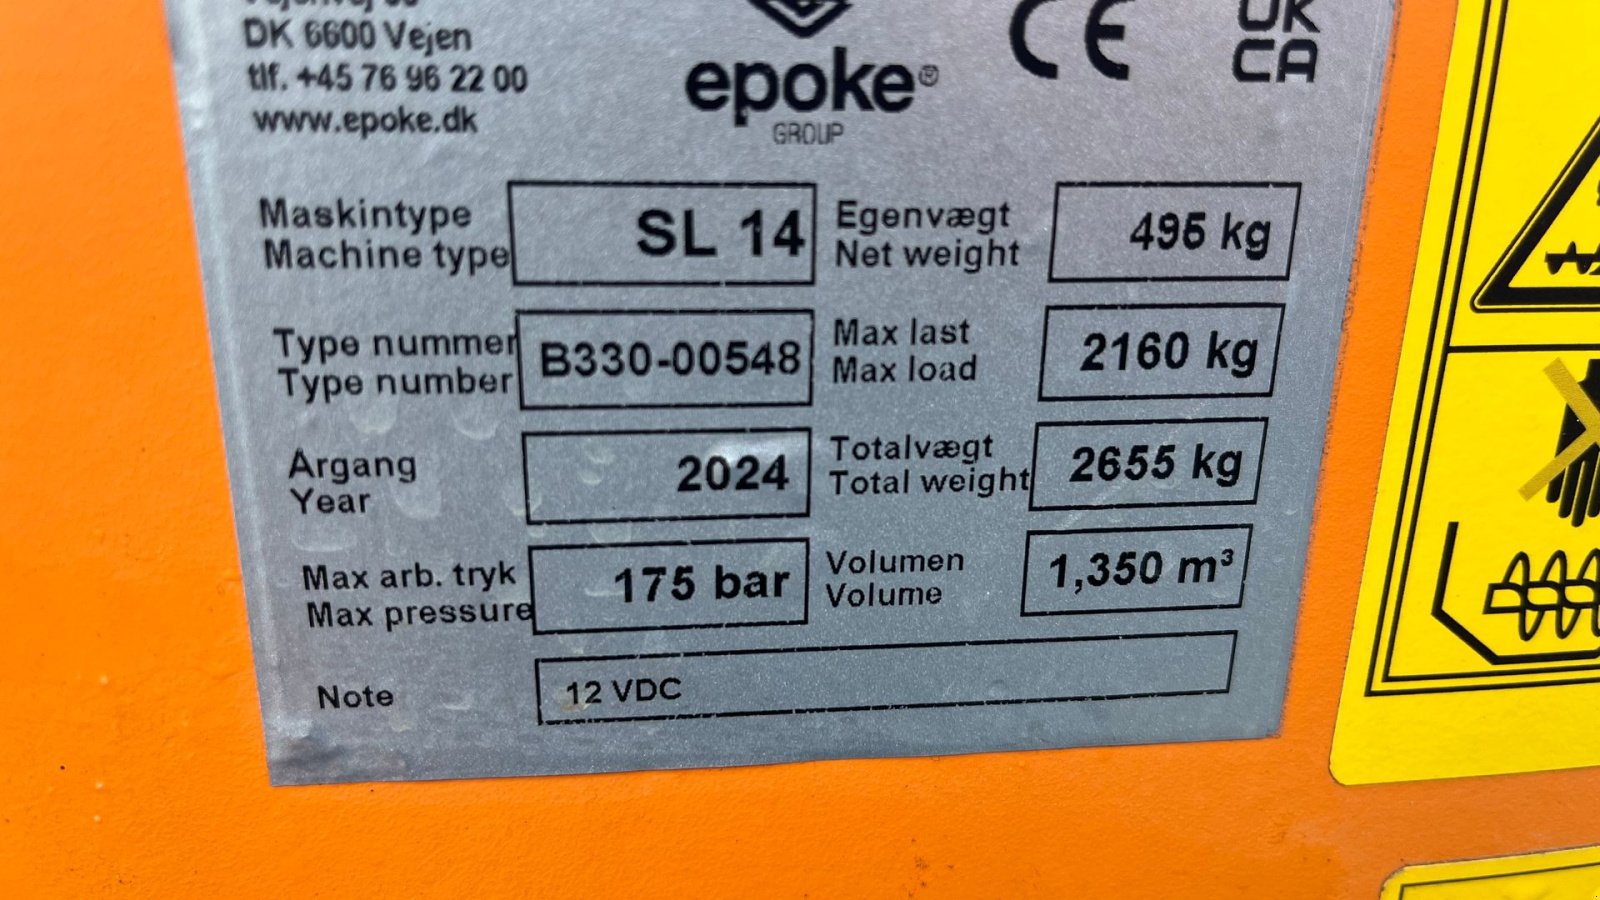 DK 6600 Vejen
tlf. +45 76 96 22 00
www.epoke.dk
epoke®
GROUP
CE
UK
CA
Maskintype
Machine type
SL 14
Egenvægt
Net weight
495 kg
Type nummer
Type number
B330-00548
Max last
Max load
2160 kg
Argang
Year
2024
Totalvægt
Total weight
2655 kg
Max arb. tryk
Max pressure
175 bar
Volumen
Volume
1,350 m³
Note
12 VDC